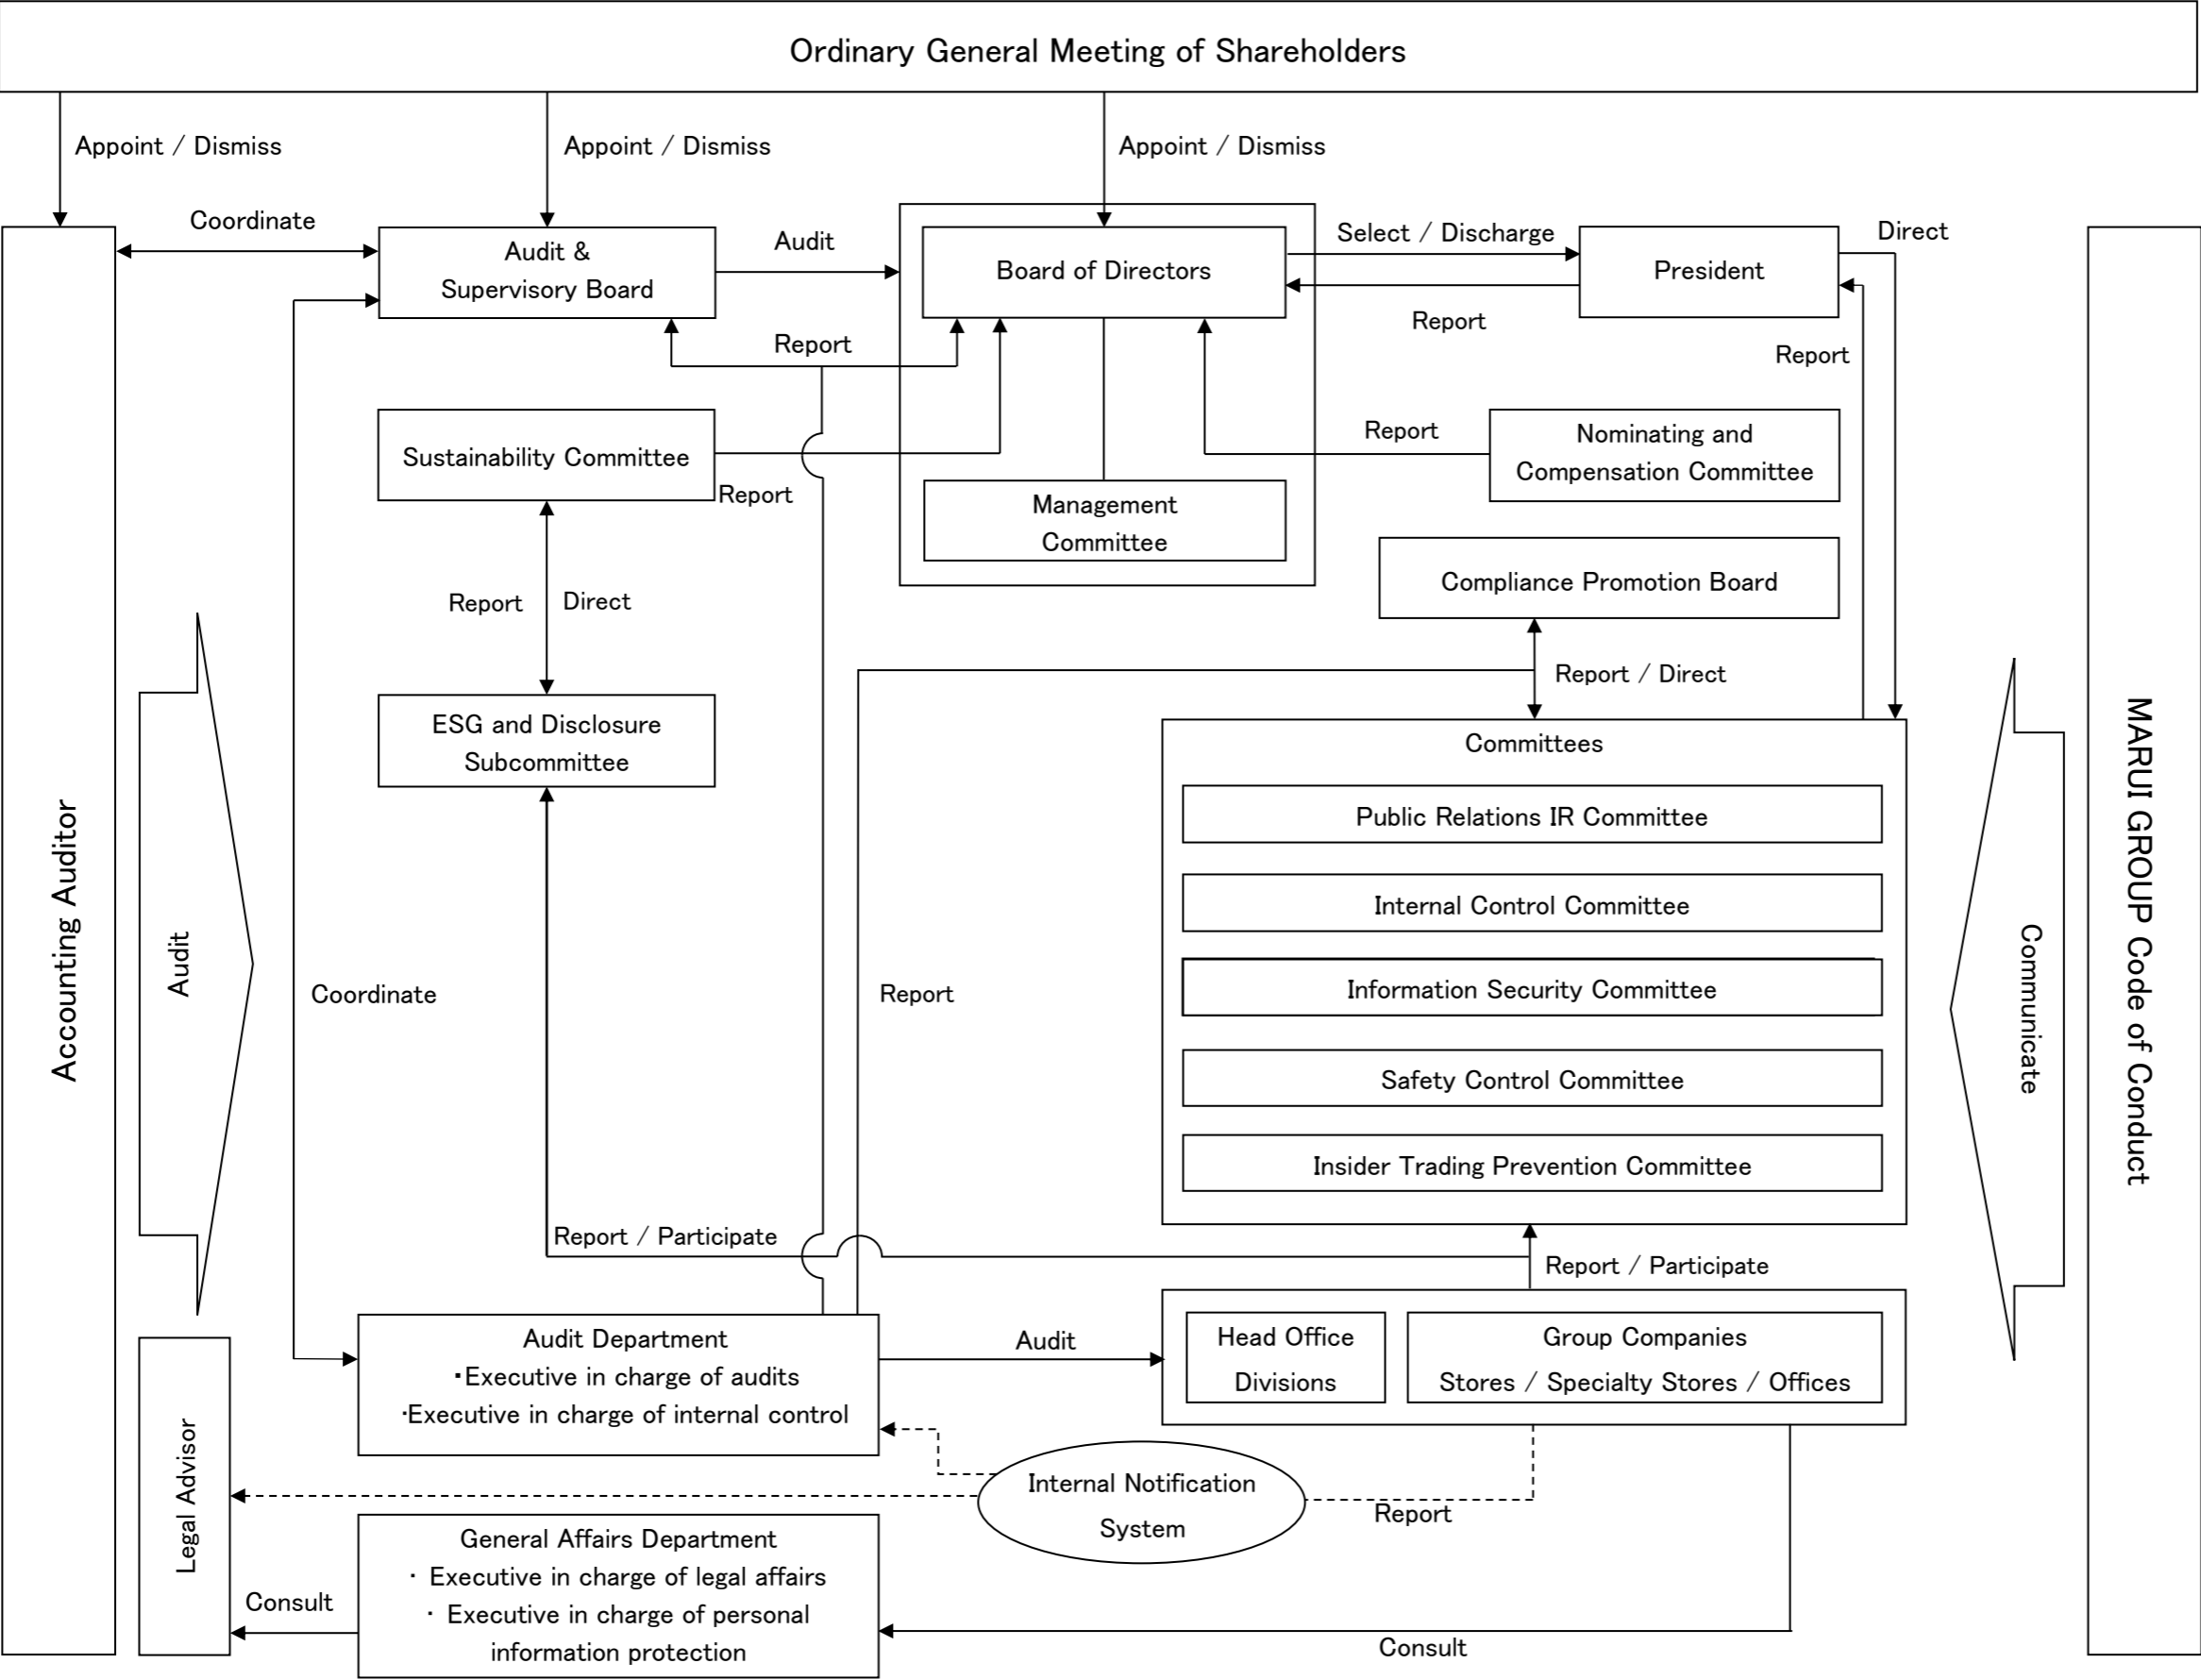 Ordinary General Meeting of Shareholders
Appoint / Dismiss
Appoint / Dismiss
Appoint / Dismiss
Coordinate
Audit &
Supervisory Board
Audit
Board of Directors
Select / Discharge
Report
President
Direct
Report
Report
Sustainability Committee
Report
Management
Committee
Report
Nominating and
Compensation Committee
Compliance Promotion Board
Report / Direct
Report
Direct
ESG and Disclosure
Subcommittee
Committees
Public Relations IR Committee
Internal Control Committee
Information Security Committee
Safety Control Committee
Insider Trading Prevention Committee
Accounting Auditor
Audit
Coordinate
Report
Communicate
MARUI GROUP Code of Conduct
Report / Participate
Report / Participate
Audit Department
・Executive in charge of audits
・Executive in charge of internal control
Audit
Head Office
Divisions
Group Companies
Stores / Specialty Stores / Offices
Legal Advisor
Internal Notification
System
Report
General Affairs Department
・ Executive in charge of legal affairs
・ Executive in charge of personal
information protection
Consult
Consult